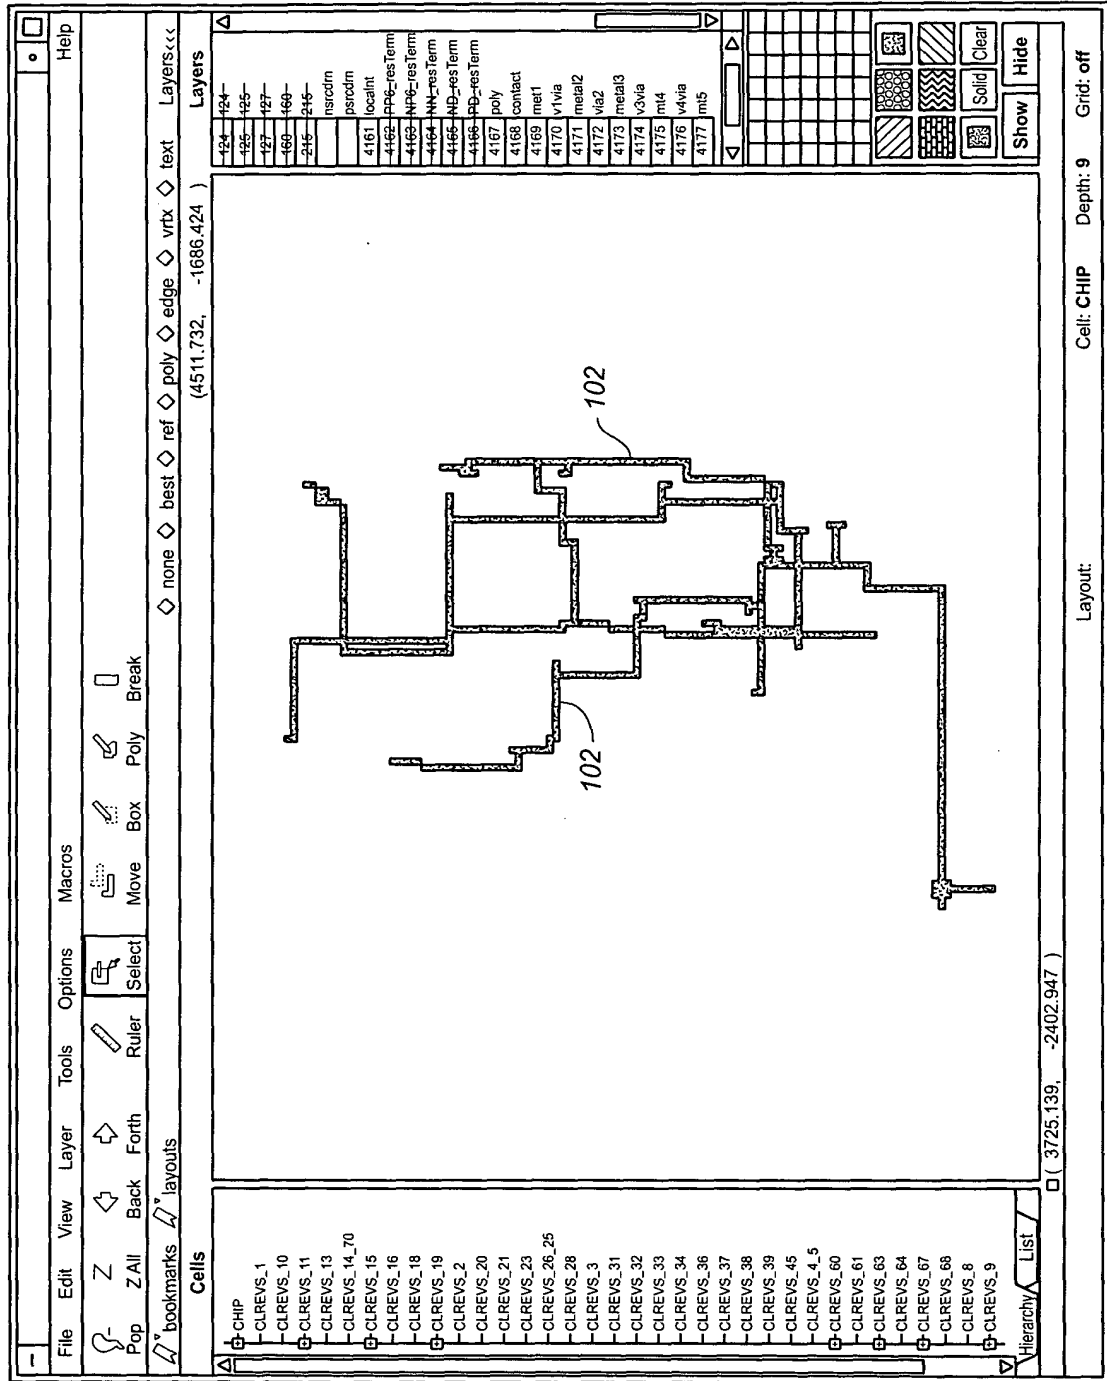 File Edit View Layer Tools Options Macros Help
Pop Z All Back Forth Ruler Select Move Box Poly Break
bookmarks layouts none best ref poly edge vrtx text Layers<<<
Cells
(4511.732, -1686.424 )
Layers
CHIP
CLREVS_1
CLREVS_10
CLREVS_11
CLREVS_13
CLREVS_14_70
CLREVS_15
CLREVS_16
CLREVS_18
CLREVS_19
CLREVS_2
CLREVS_20
CLREVS_21
CLREVS_23
CLREVS_26_25
CLREVS_28
CLREVS_3
CLREVS_31
CLREVS_32
CLREVS_33
CLREVS_34
CLREVS_36
CLREVS_37
CLREVS_38
CLREVS_39
CLREVS_45
CLREVS_4_5
CLREVS_60
CLREVS_61
CLREVS_63
CLREVS_64
CLREVS_67
CLREVS_68
CLREVS_8
CLREVS_9
Hierarchy List
102
102
124 124
125 125
127 127
160 160
215 215
nsrcdrn
psrcdrn
4161 localnt
4162 PP6_resTerm
4163 NP6_resTerm
4164 NN_resTerm
4165 ND_resTerm
4166 PD_resTerm
4167 poly
4168 contact
4169 met1
4170 v1via
4171 metal2
4172 via2
4173 metal3
4174 v3via
4175 mt4
4176 v4via
4177 mt5
Solid Clear
Show Hide
( 3725.139, -2402.947 )
Layout: Cell: CHIP Depth: 9 Grid: off